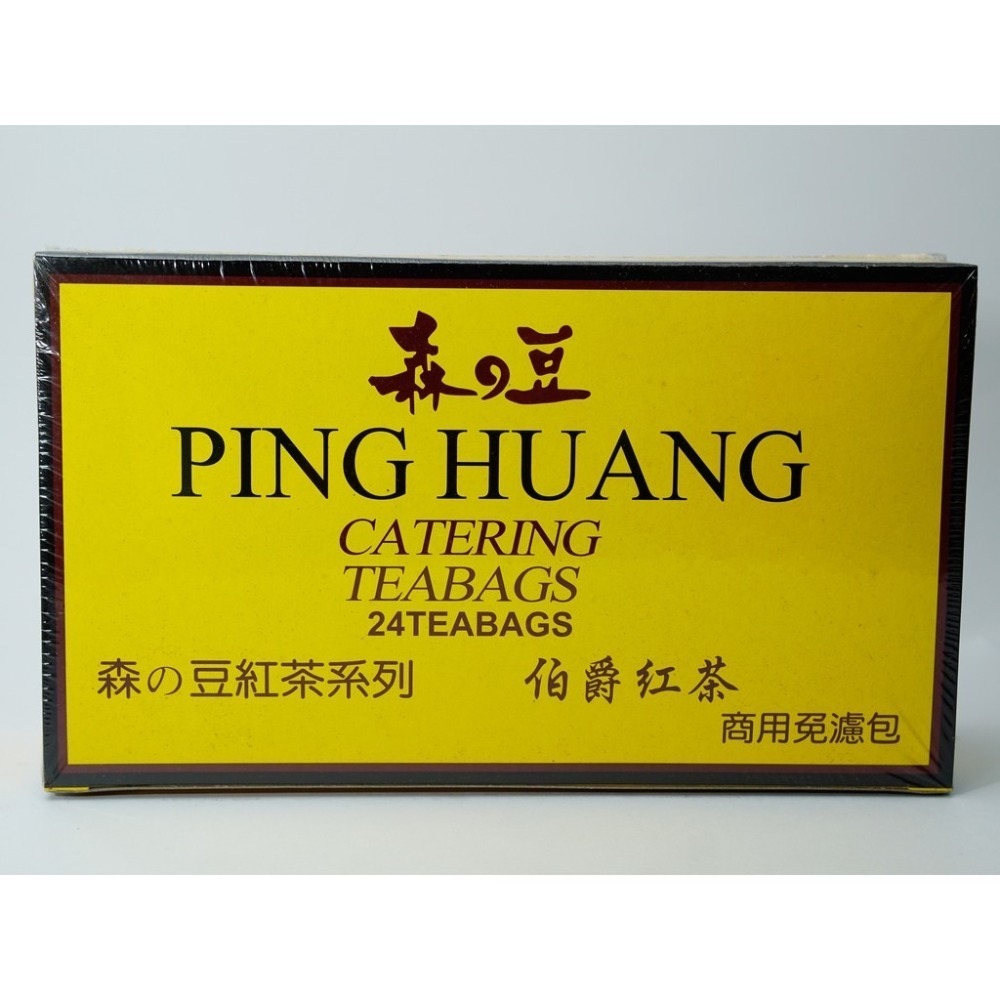 森の豆
PING HUANG
CATERING
TEABAGS
24TEABAGS
森の豆紅茶系列 伯爵红茶
商用免濾包